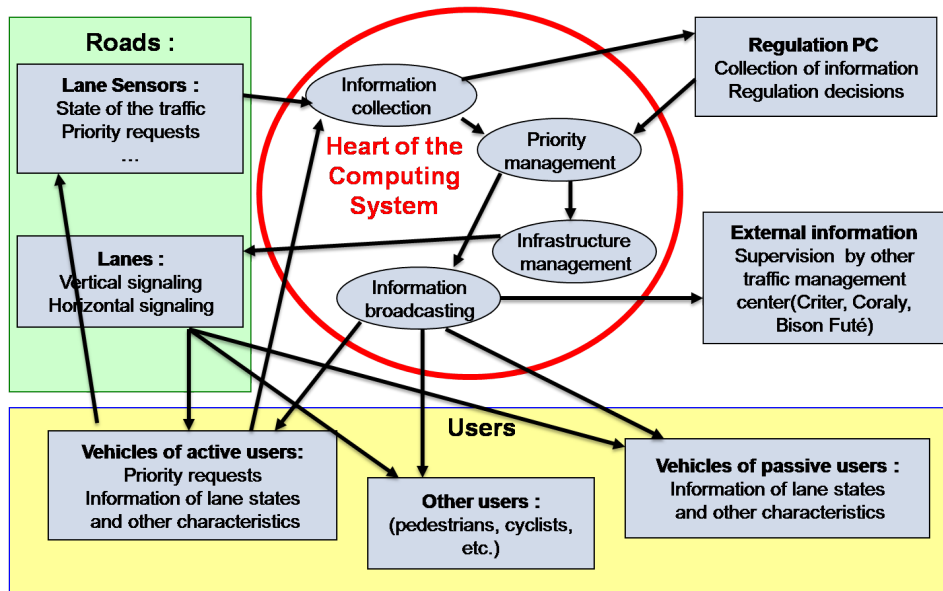 Roads :
Lane Sensors :
State of the traffic
Priority requests
…
Lanes :
Vertical signaling
Horizontal signaling
Information
collection
Heart of the
Computing
System
Priority
management
Infrastructure
management
Information
broadcasting
Regulation PC
Collection of information
Regulation decisions
External information
Supervision by other
traffic management
center(Criter, Coraly,
Bison Futé)
Users
Vehicles of active users:
Priority requests
Information of lane states
and other characteristics
Other users :
(pedestrians, cyclists,
etc.)
Vehicles of passive users :
Information of lane states
and other characteristics